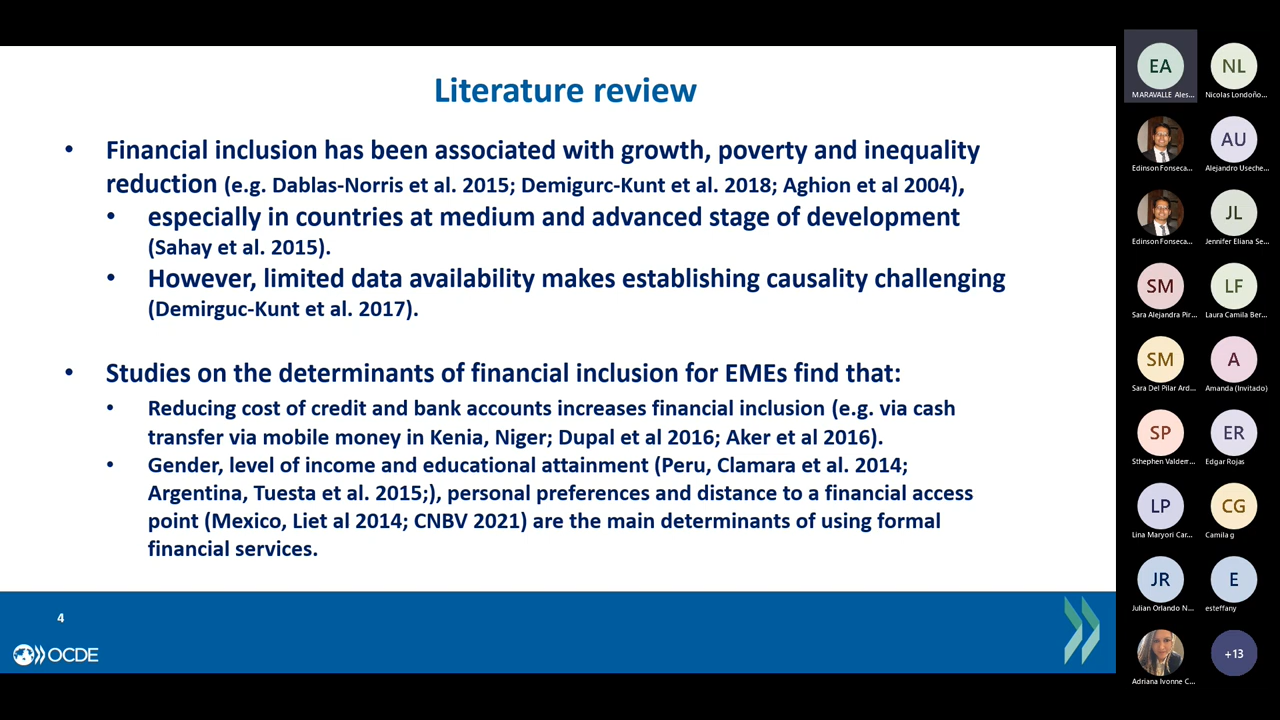 Literature review
• Financial inclusion has been associated with growth, poverty and inequality
reduction (e.g. Dablas-Norris et al. 2015; Demigurc-Kunt et al. 2018; Aghion et al 2004),
• especially in countries at medium and advanced stage of development
(Sahay et al. 2015).
• However, limited data availability makes establishing causality challenging
(Demirguc-Kunt et al. 2017).
• Studies on the determinants of financial inclusion for EMEs find that:
• Reducing cost of credit and bank accounts increases financial inclusion (e.g. via cash
transfer via mobile money in Kenia, Niger; Dupal et al 2016; Aker et al 2016).
• Gender, level of income and educational attainment (Peru, Clamara et al. 2014;
Argentina, Tuesta et al. 2015;), personal preferences and distance to a financial access
point (Mexico, Liet al 2014; CNBV 2021) are the main determinants of using formal
financial services.
4
OCDE
EA
MARAVALLE Ales...
NL
Nicolas Londoño...
Edinson Fonseca...
AU
Alejandro Useche...
Edinson Fonseca...
JL
Jennifer Eliana Se...
SM
Sara Alejandra Pir...
LF
Laura Camila Ber...
SM
Sara Del Pilar Ard...
A
Amanda (Invitado)
SP
Sthephen Valderr...
ER
Edgar Rojas
LP
Lina Maryori Car...
CG
Camila g
JR
Julian Orlando N...
E
esteffany
Adriana Ivonne C...
+13